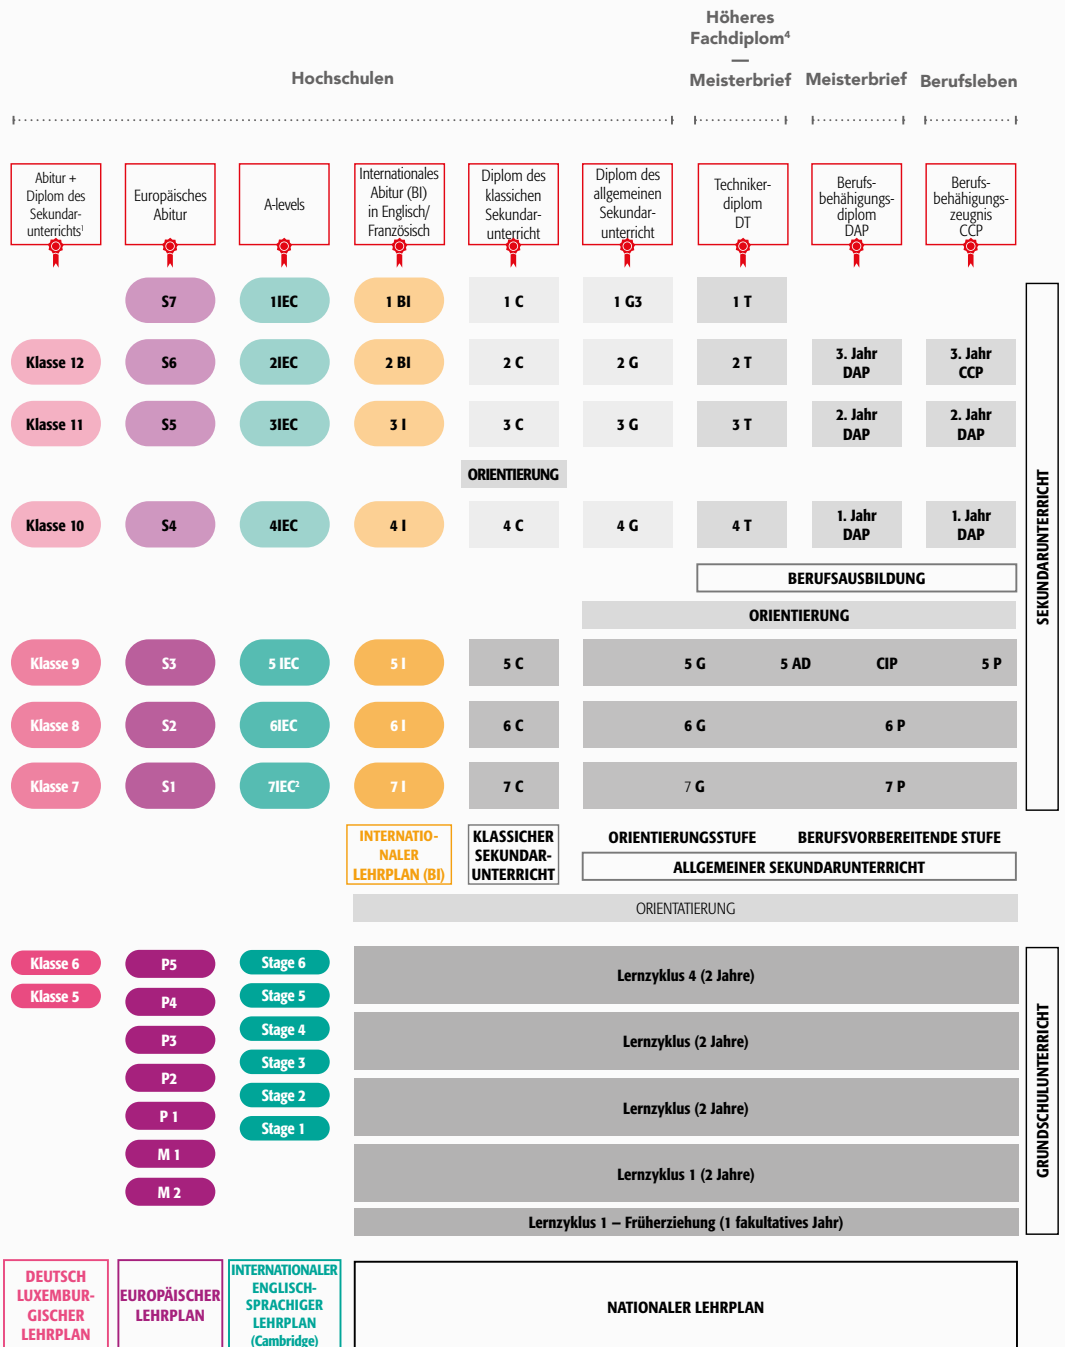 Höheres
Fachdiplom⁴
—
Meisterbrief
Hochschulen
Meisterbrief
Berufsleben
Abitur +
Diplom des
Sekundar-
unterrichts¹
Europäisches
Abitur
A-levels
Internationales
Abitur (BI)
in Englisch/
Französisch
Diplom des
klassichen
Sekundar-
unterricht
Diplom des
allgemeinen
Sekundar-
unterricht
Techniker-
diplom
DT
Berufs-
behähigungs-
diplom
DAP
Berufs-
behähigungs-
zeugnis
CCP
S7
1IEC
1 BI
1 C
1 G3
1 T
Klasse 12
S6
2IEC
2 BI
2 C
2 G
2 T
3. Jahr
DAP
3. Jahr
CCP
Klasse 11
S5
3IEC
3 I
3 C
3 G
3 T
2. Jahr
DAP
2. Jahr
DAP
ORIENTIERUNG
Klasse 10
S4
4IEC
4 I
4 C
4 G
4 T
1. Jahr
DAP
1. Jahr
DAP
BERUFSAUSBILDUNG
ORIENTIERUNG
Klasse 9
S3
5 IEC
5 I
5 C
5 G
5 AD
CIP
5 P
Klasse 8
S2
6IEC
6 I
6 C
6 G
6 P
Klasse 7
S1
7IEC²
7 I
7 C
7 G
7 P
SEKUNDARUNTERRICHT
INTERNATIO-
NALER
LEHRPLAN (BI)
KLASSICHER
SEKUNDAR-
UNTERRICHT
ORIENTIERUNGSSTUFE
BERUFSVORBEREITENDE STUFE
ALLGEMEINER SEKUNDARUNTERRICHT
ORIENTATIERUNG
Klasse 6
Klasse 5
P5
P4
P3
P2
P 1
M 1
M 2
Stage 6
Stage 5
Stage 4
Stage 3
Stage 2
Stage 1
Lernzyklus 4 (2 Jahre)
Lernzyklus (2 Jahre)
Lernzyklus (2 Jahre)
Lernzyklus 1 (2 Jahre)
Lernzyklus 1 – Früherziehung (1 fakultatives Jahr)
GRUNDSCHULUNTERRICHT
DEUTSCH
LUXEMBUR-
GISCHER
LEHRPLAN
EUROPÄISCHER
LEHRPLAN
INTERNATIONALER
ENGLISCH-
SPRACHIGER
LEHRPLAN
(Cambridge)
NATIONALER LEHRPLAN